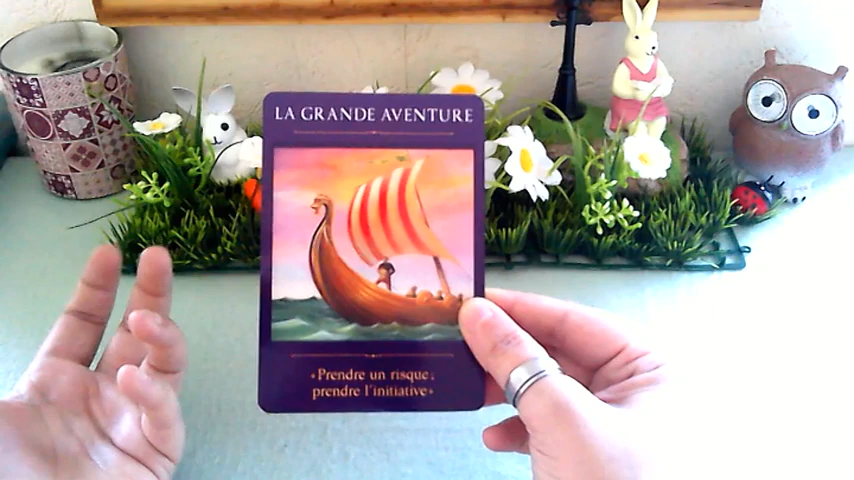 LA GRANDE AVENTURE
«Prendre un risque;
prendre l'initiative»